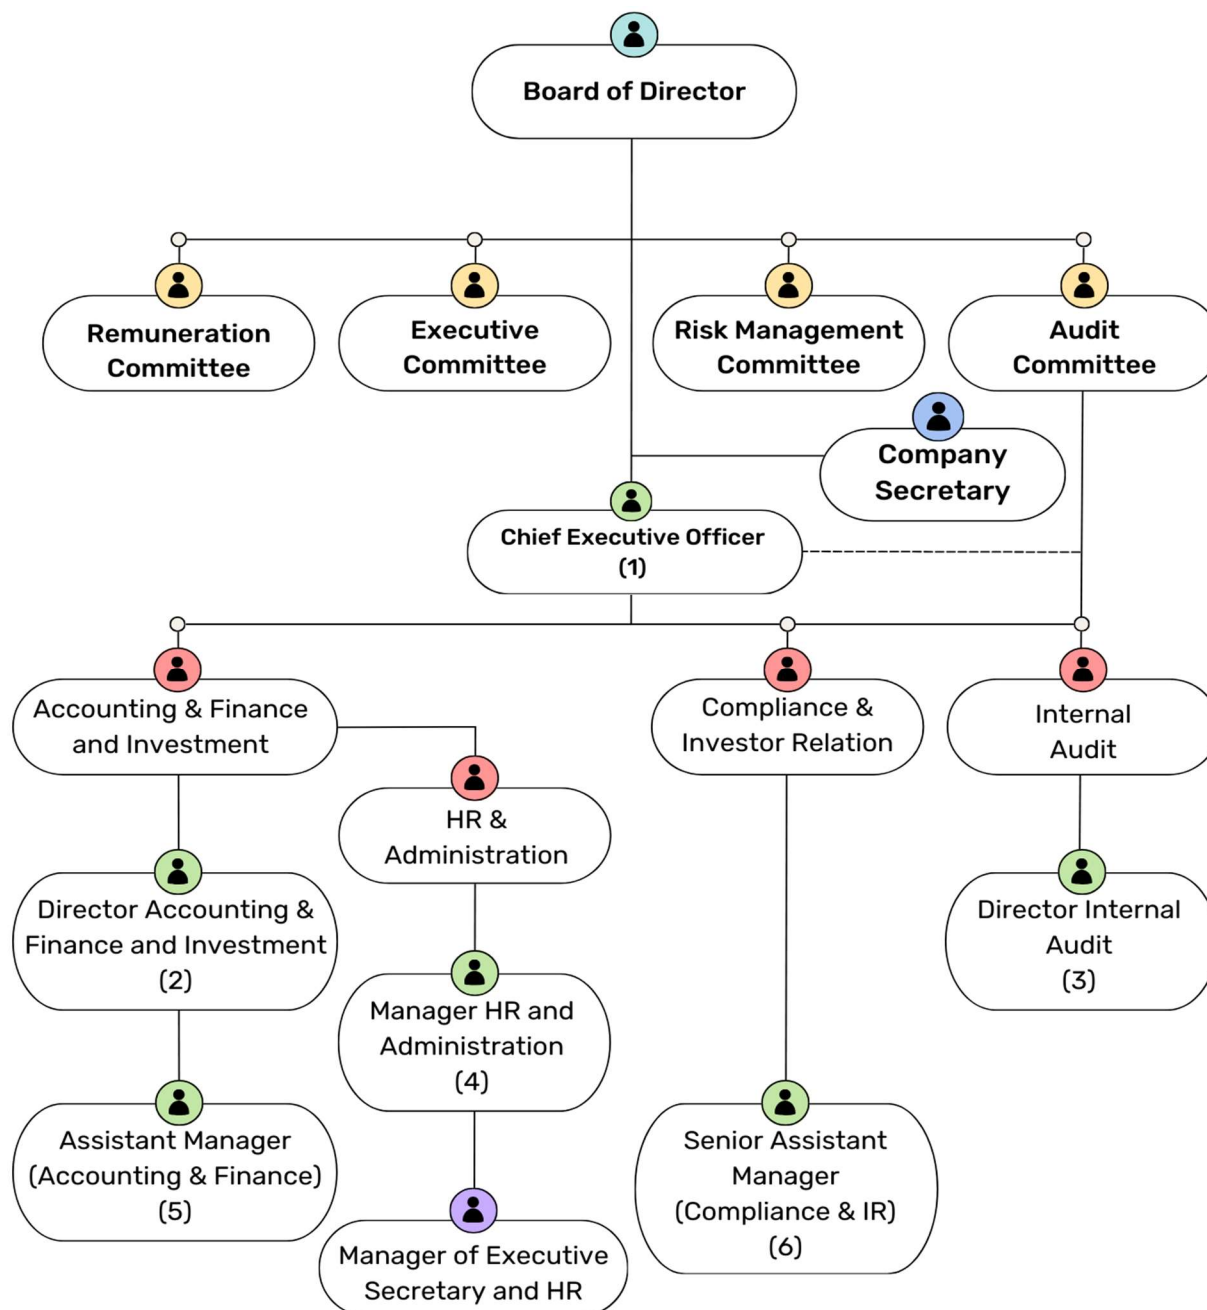 Board of Director
Remuneration
Committee
Executive
Committee
Risk Management
Committee
Audit
Committee
Company
Secretary
Chief Executive Officer
(1)
Accounting & Finance
and Investment
Compliance &
Investor Relation
Internal
Audit
HR &
Administration
Director Accounting &
Finance and Investment
(2)
Director Internal
Audit
(3)
Manager HR and
Administration
(4)
Assistant Manager
(Accounting & Finance)
(5)
Senior Assistant
Manager
(Compliance & IR)
(6)
Manager of Executive
Secretary and HR